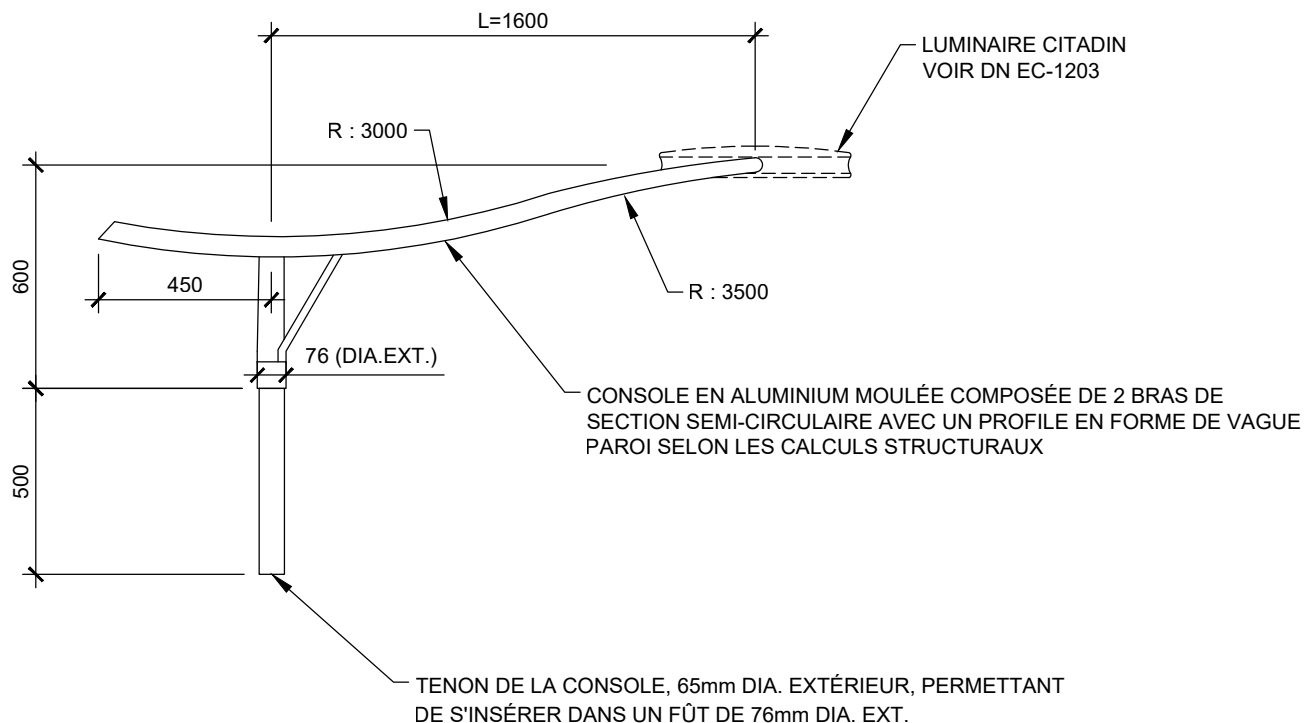 L=1600
LUMINAIRE CITADIN
VOIR DN EC-1203
R : 3000
600
450
R : 3500
76 (DIA.EXT.)
CONSOLE EN ALUMINIUM MOULÉE COMPOSÉE DE 2 BRAS DE
SECTION SEMI-CIRCULAIRE AVEC UN PROFILE EN FORME DE VAGUE
PAROI SELON LES CALCULS STRUCTURAUX
500
TENON DE LA CONSOLE, 65mm DIA. EXTÉRIEUR, PERMETTANT
DE S'INSÉRER DANS UN FÛT DE 76mm DIA. EXT.